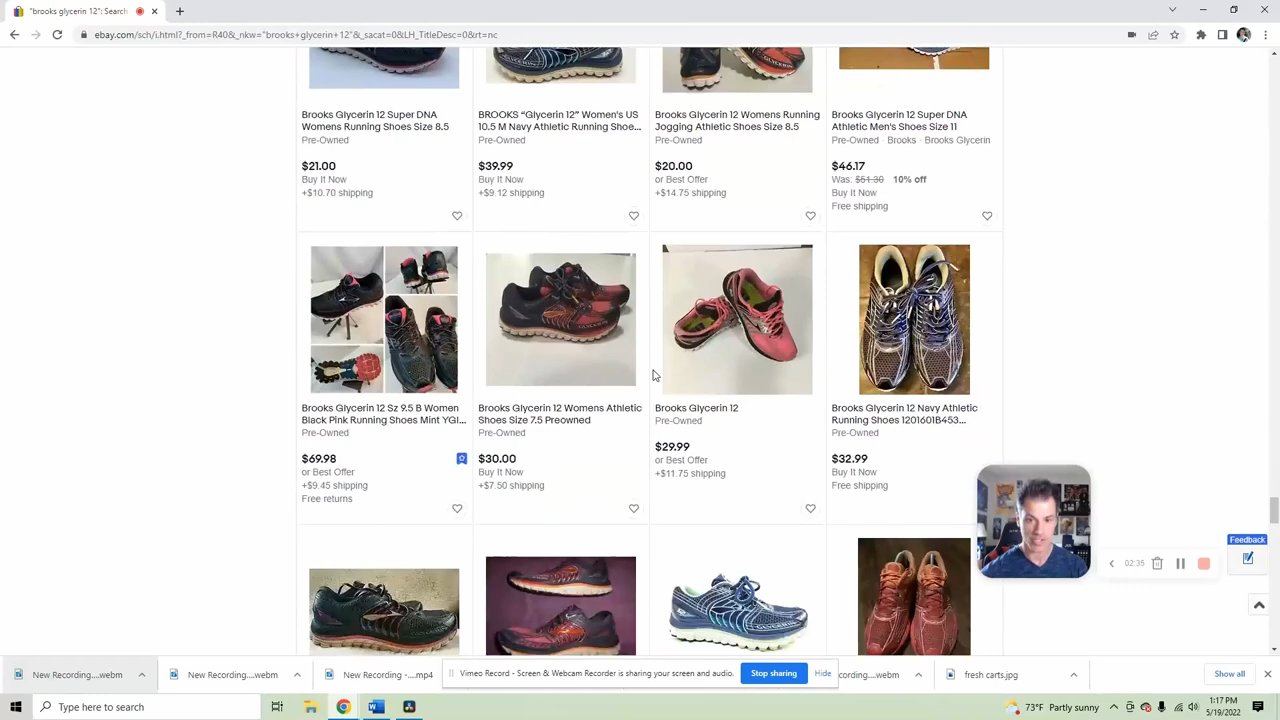 "brooks glycerin 12": Search
ebay.com/sch/i.html?_from=R40&_nkw="brooks+glycerin+12"&_sacat=0&LH_TitleDesc=0&rt=nc
Brooks Glycerin 12 Super DNA
Womens Running Shoes Size 8.5
Pre-Owned
$21.00
Buy It Now
+$10.70 shipping
BROOKS “Glycerin 12” Women's US
10.5 M Navy Athletic Running Shoe...
Pre-Owned
$39.99
Buy It Now
+$9.12 shipping
Brooks Glycerin 12 Womens Running
Jogging Athletic Shoes Size 8.5
Pre-Owned
$20.00
or Best Offer
+$14.75 shipping
Brooks Glycerin 12 Super DNA
Athletic Men's Shoes Size 11
Pre-Owned · Brooks · Brooks Glycerin
$46.17
Was: $51.30 10% off
Buy It Now
Free shipping
Brooks Glycerin 12 Sz 9.5 B Women
Black Pink Running Shoes Mint YGI...
Pre-Owned
$69.98
or Best Offer
+$9.45 shipping
Free returns
Brooks Glycerin 12 Womens Athletic
Shoes Size 7.5 Preowned
Pre-Owned
$30.00
Buy It Now
+$7.50 shipping
Brooks Glycerin 12
Pre-Owned
$29.99
or Best Offer
+$11.75 shipping
Brooks Glycerin 12 Navy Athletic
Running Shoes 1201601B453...
Pre-Owned
$32.99
Buy It Now
Free shipping
Feedback
02:35
New Recording....webm
New Recording....webm
New Recording -....mp4
Vimeo Record - Screen & Webcam Recorder is sharing your screen and audio.
Stop sharing
Hide
cording....webm
fresh carts.jpg
Show all
Type here to search
73°F Partly sunny
1:17 PM
5/19/2022